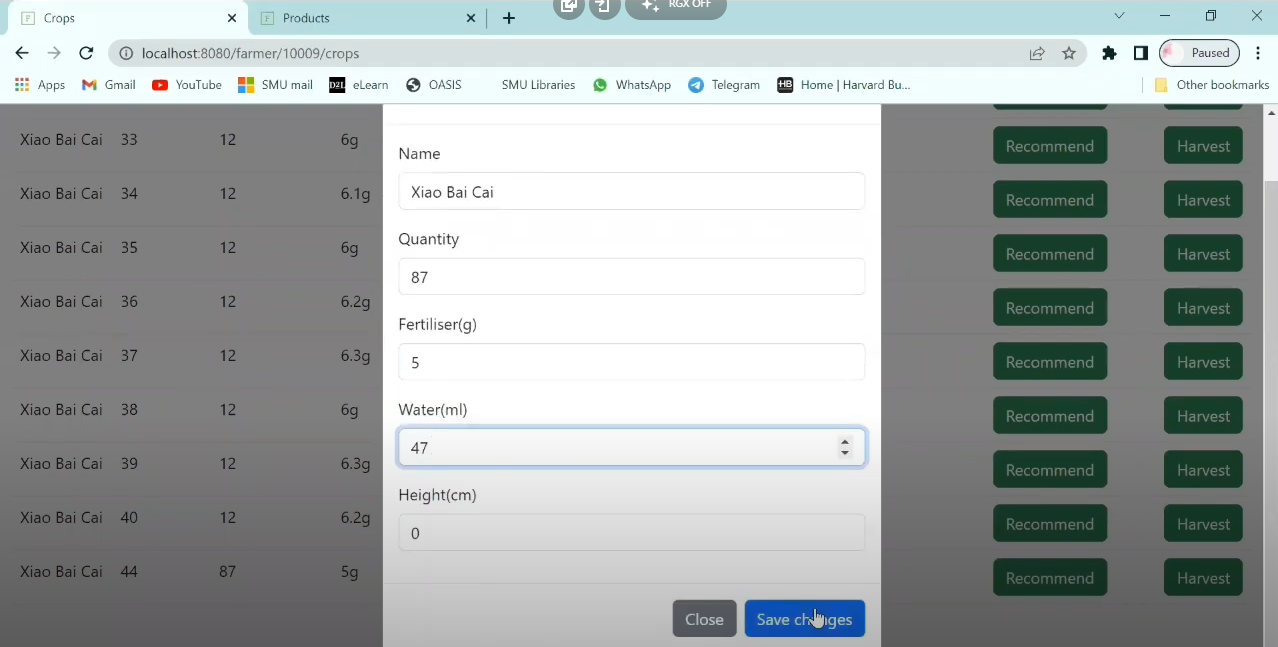 RGX OFF
Crops
Products
localhost:8080/farmer/10009/crops
Paused
Apps Gmail YouTube SMU mail D2L eLearn OASIS SMU Libraries WhatsApp Telegram HB Home | Harvard Bu... Other bookmarks
Xiao Bai Cai 33 12 6g Recommend Harvest
Xiao Bai Cai 34 12 6.1g Recommend Harvest
Xiao Bai Cai 35 12 6g Recommend Harvest
Xiao Bai Cai 36 12 6.2g Recommend Harvest
Xiao Bai Cai 37 12 6.3g Recommend Harvest
Xiao Bai Cai 38 12 6g Recommend Harvest
Xiao Bai Cai 39 12 6.3g Recommend Harvest
Xiao Bai Cai 40 12 6.2g Recommend Harvest
Xiao Bai Cai 44 87 5g Recommend Harvest
Name
Xiao Bai Cai
Quantity
87
Fertiliser(g)
5
Water(ml)
47
Height(cm)
0
Close Save changes